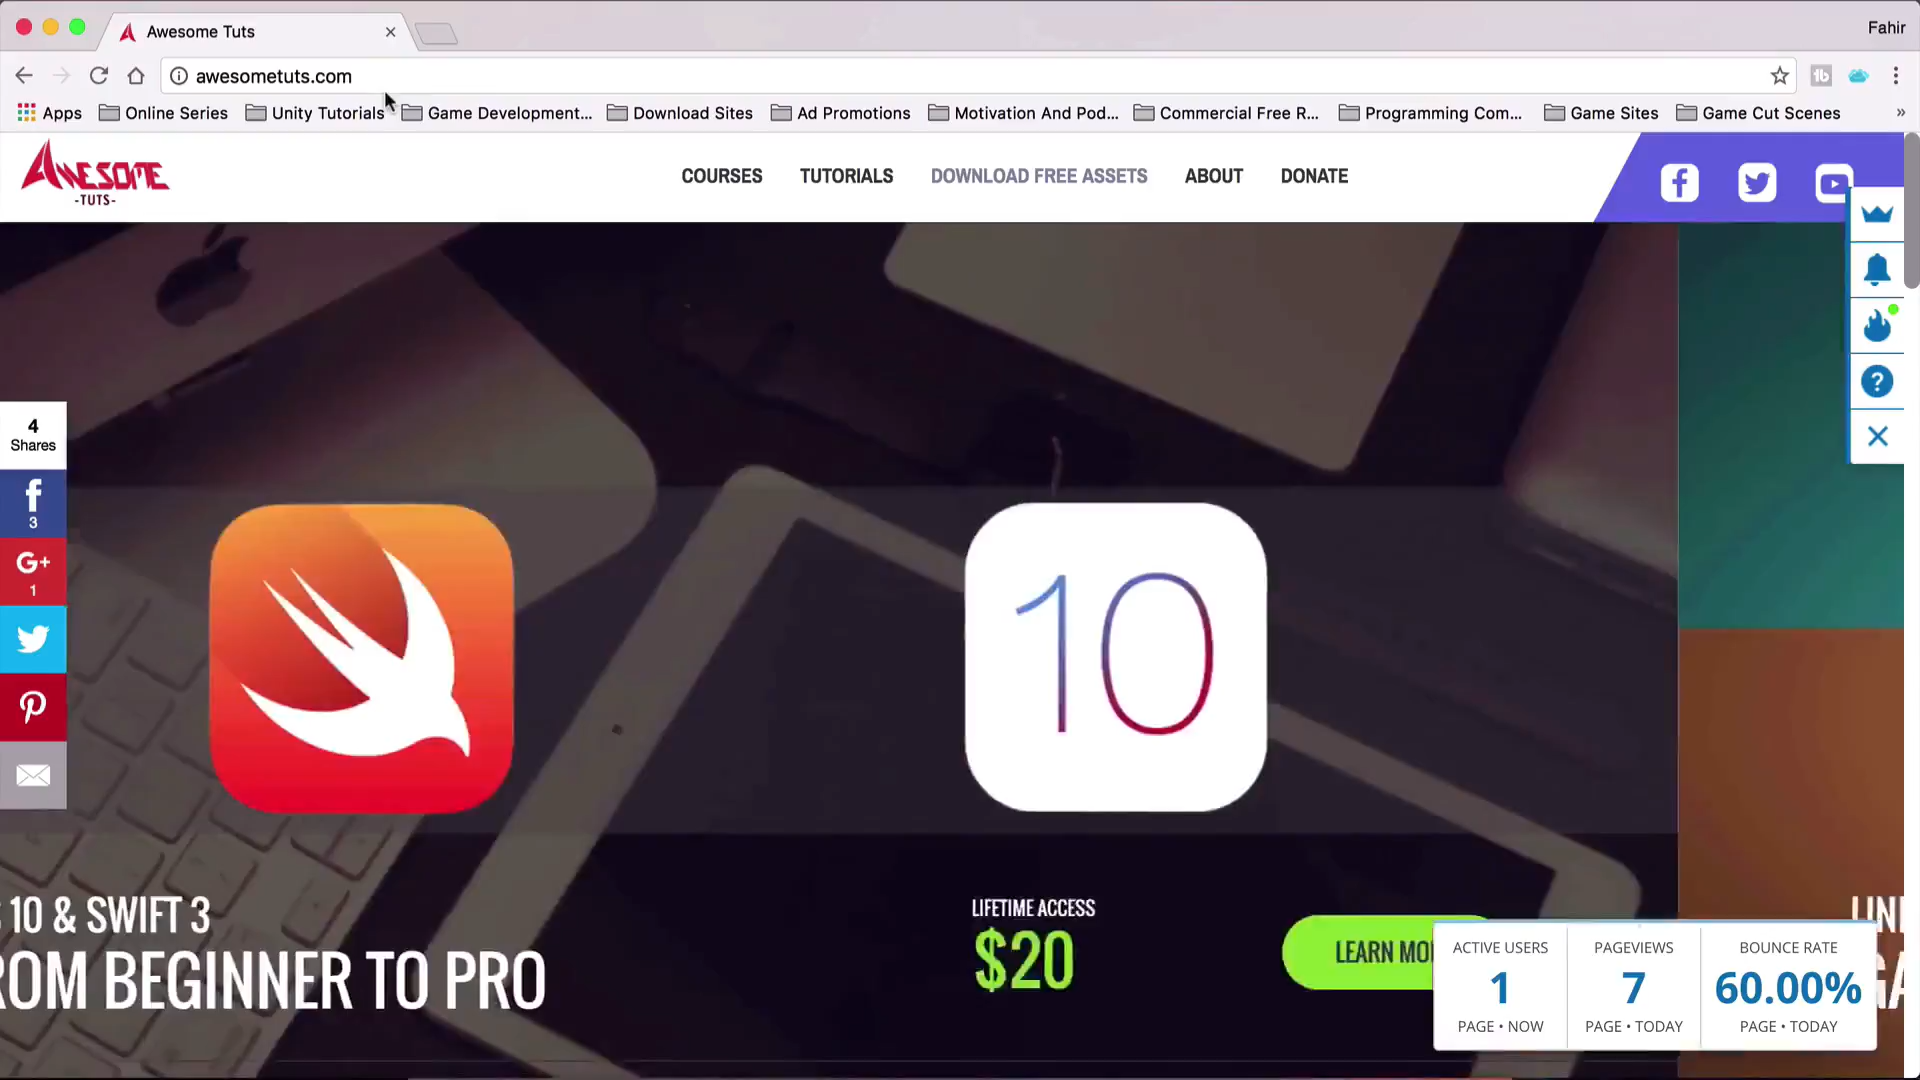 Awesome Tuts
Fahir
awesometuts.com
Apps
Online Series
Unity Tutorials
Game Development...
Download Sites
Ad Promotions
Motivation And Pod...
Commercial Free R...
Programming Com...
Game Sites
Game Cut Scenes
»
AWESOME
-TUTS-
COURSES
TUTORIALS
DOWNLOAD FREE ASSETS
ABOUT
DONATE
4
Shares
3
G+
1
10
10 & SWIFT 3
ROM BEGINNER TO PRO
LIFETIME ACCESS
$20
LEARN MO
ACTIVE USERS
1
PAGE • NOW
PAGEVIEWS
7
PAGE • TODAY
BOUNCE RATE
60.00%
PAGE • TODAY